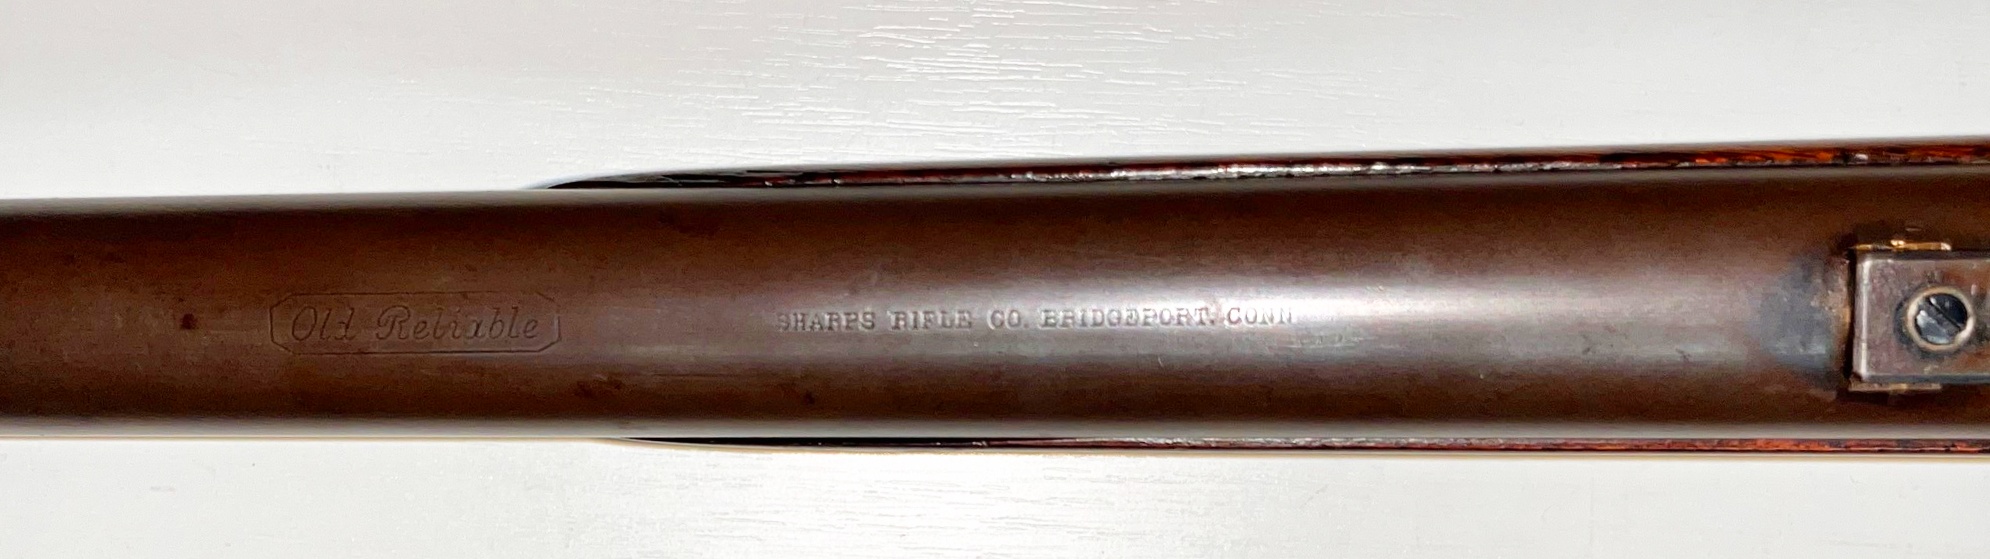 Old Reliable
SHARPS RIFLE CO. BRIDGEPORT. CONN